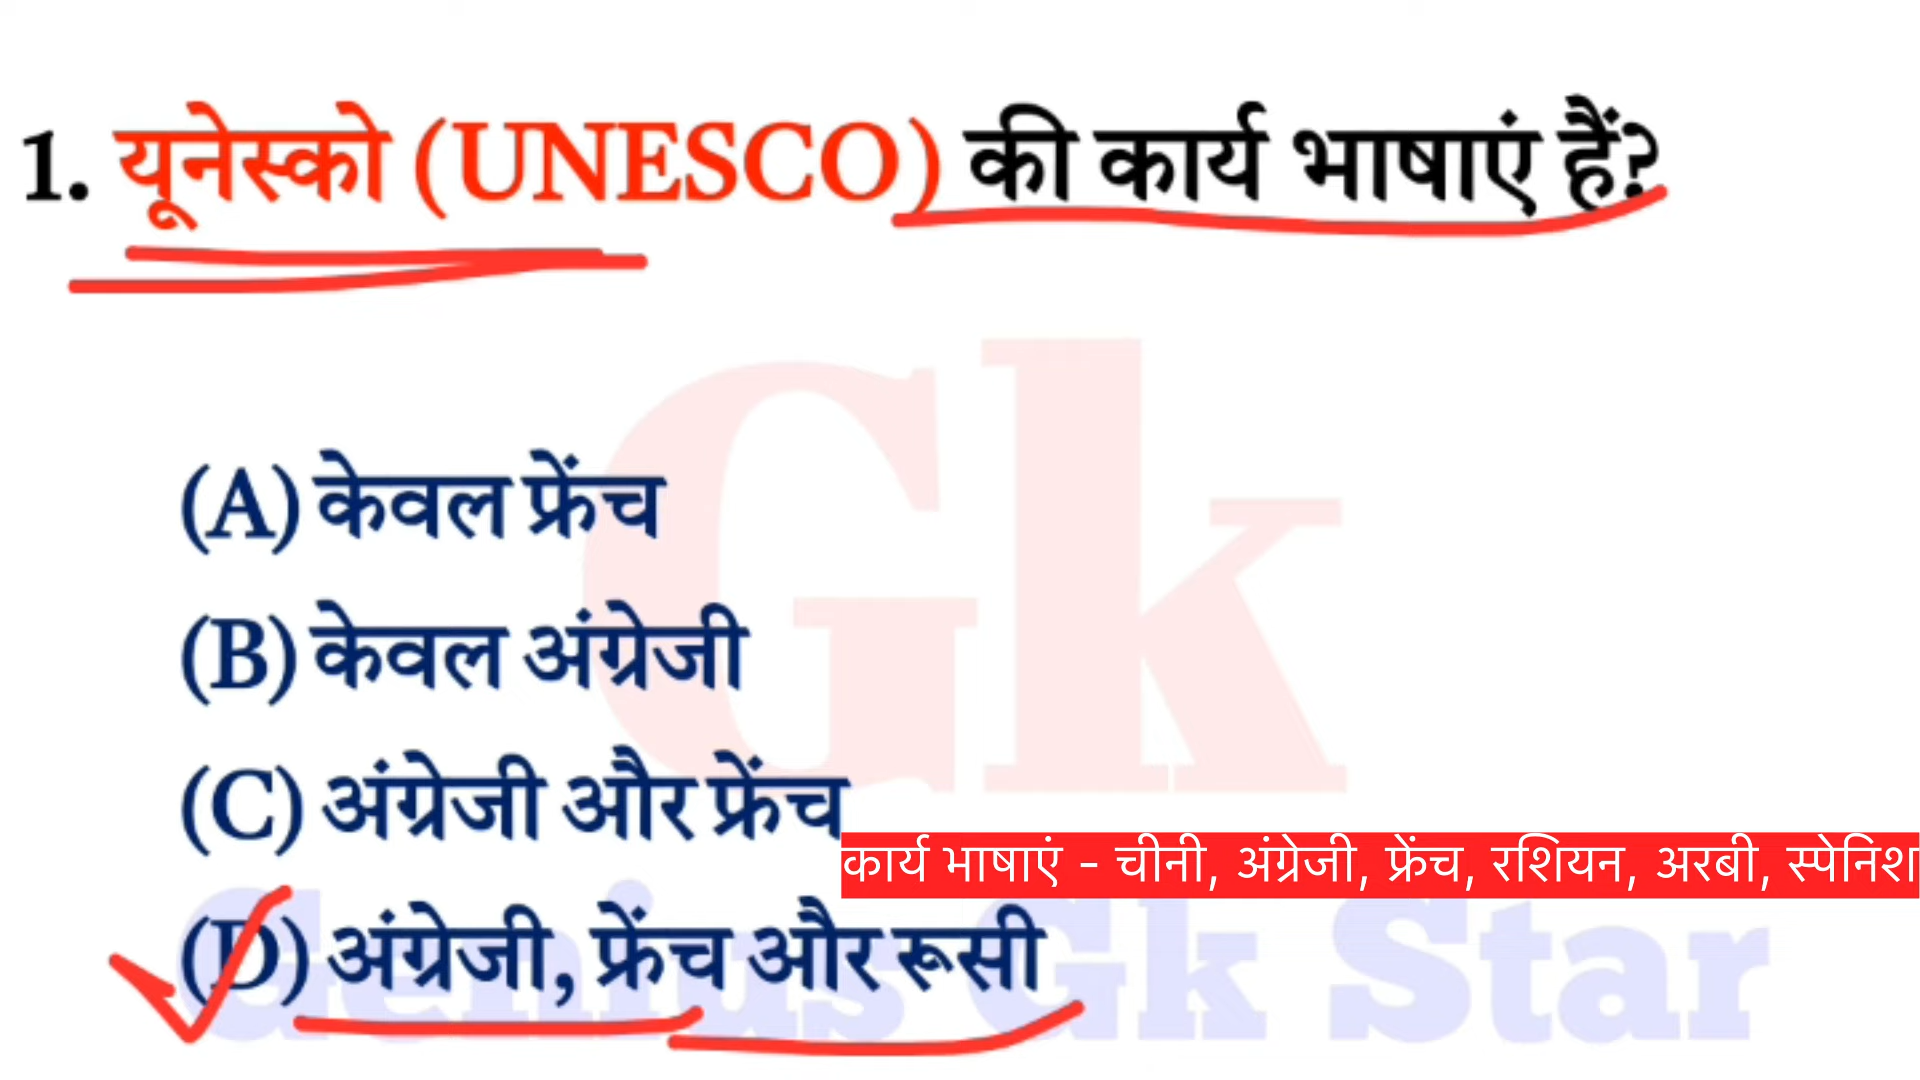 1. यूनेस्को (UNESCO) की कार्य भाषाएं हैं?
Gk
(A) केवल फ्रेंच
(B) केवल अंग्रेजी
(C) अंग्रेजी और फ्रेंच
कार्य भाषाएं - चीनी, अंग्रेजी, फ्रेंच, रशियन, अरबी, स्पेनिश
(D) अंग्रेजी, फ्रेंच और रूसी
Genius Gk Star